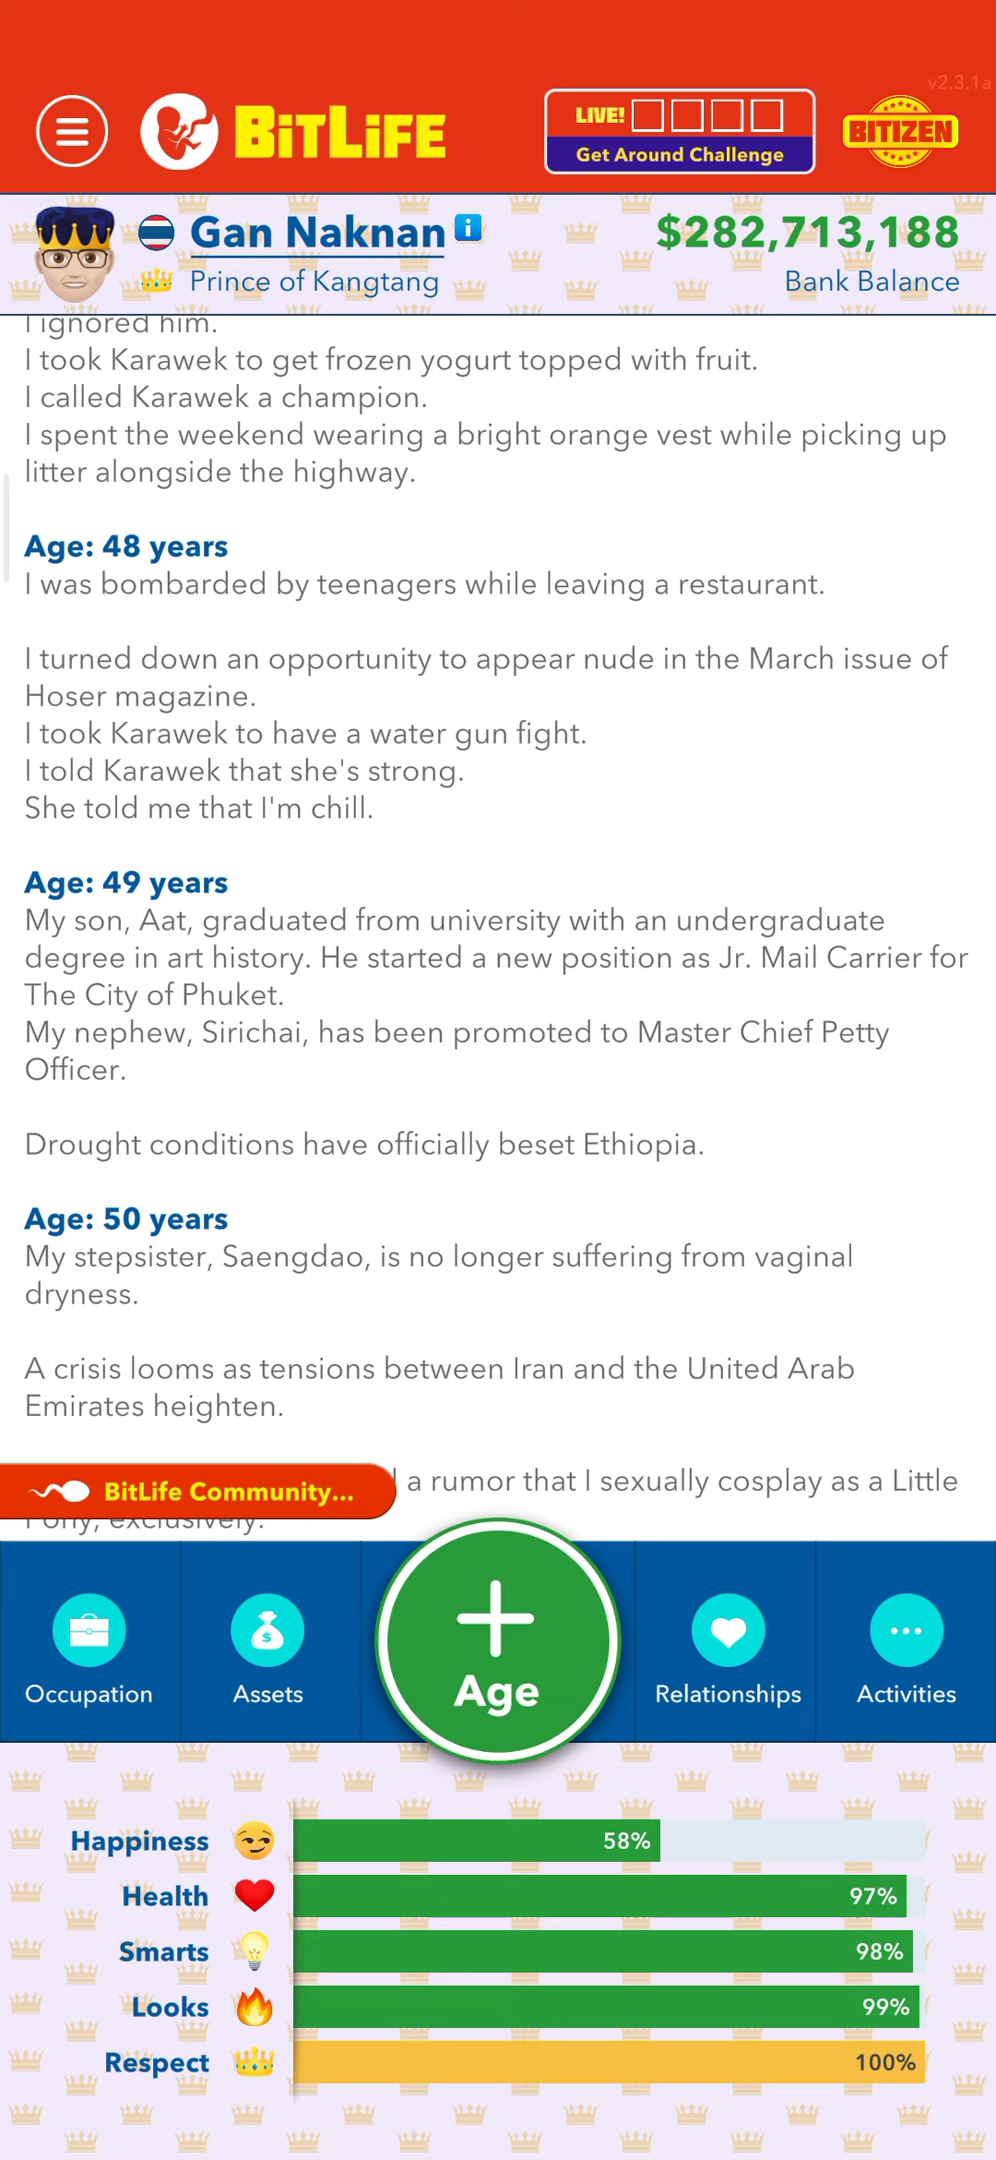 v2.3.1a
BiTLiFE
LIVE!
Get Around Challenge
BITIZEN
Gan Naknan
$282,713,188
Prince of Kangtang
Bank Balance
I ignored him.
I took Karawek to get frozen yogurt topped with fruit.
I called Karawek a champion.
I spent the weekend wearing a bright orange vest while picking up
litter alongside the highway.
Age: 48 years
I was bombarded by teenagers while leaving a restaurant.
I turned down an opportunity to appear nude in the March issue of
Hoser magazine.
I took Karawek to have a water gun fight.
I told Karawek that she's strong.
She told me that I'm chill.
Age: 49 years
My son, Aat, graduated from university with an undergraduate
degree in art history. He started a new position as Jr. Mail Carrier for
The City of Phuket.
My nephew, Sirichai, has been promoted to Master Chief Petty
Officer.
Drought conditions have officially beset Ethiopia.
Age: 50 years
My stepsister, Saengdao, is no longer suffering from vaginal
dryness.
A crisis looms as tensions between Iran and the United Arab
Emirates heighten.
a rumor that I sexually cosplay as a Little
Pony, exclusively.
BitLife Community...
Occupation
Assets
Age
Relationships
Activities
Happiness 58%
Health 97%
Smarts 98%
Looks 99%
Respect 100%